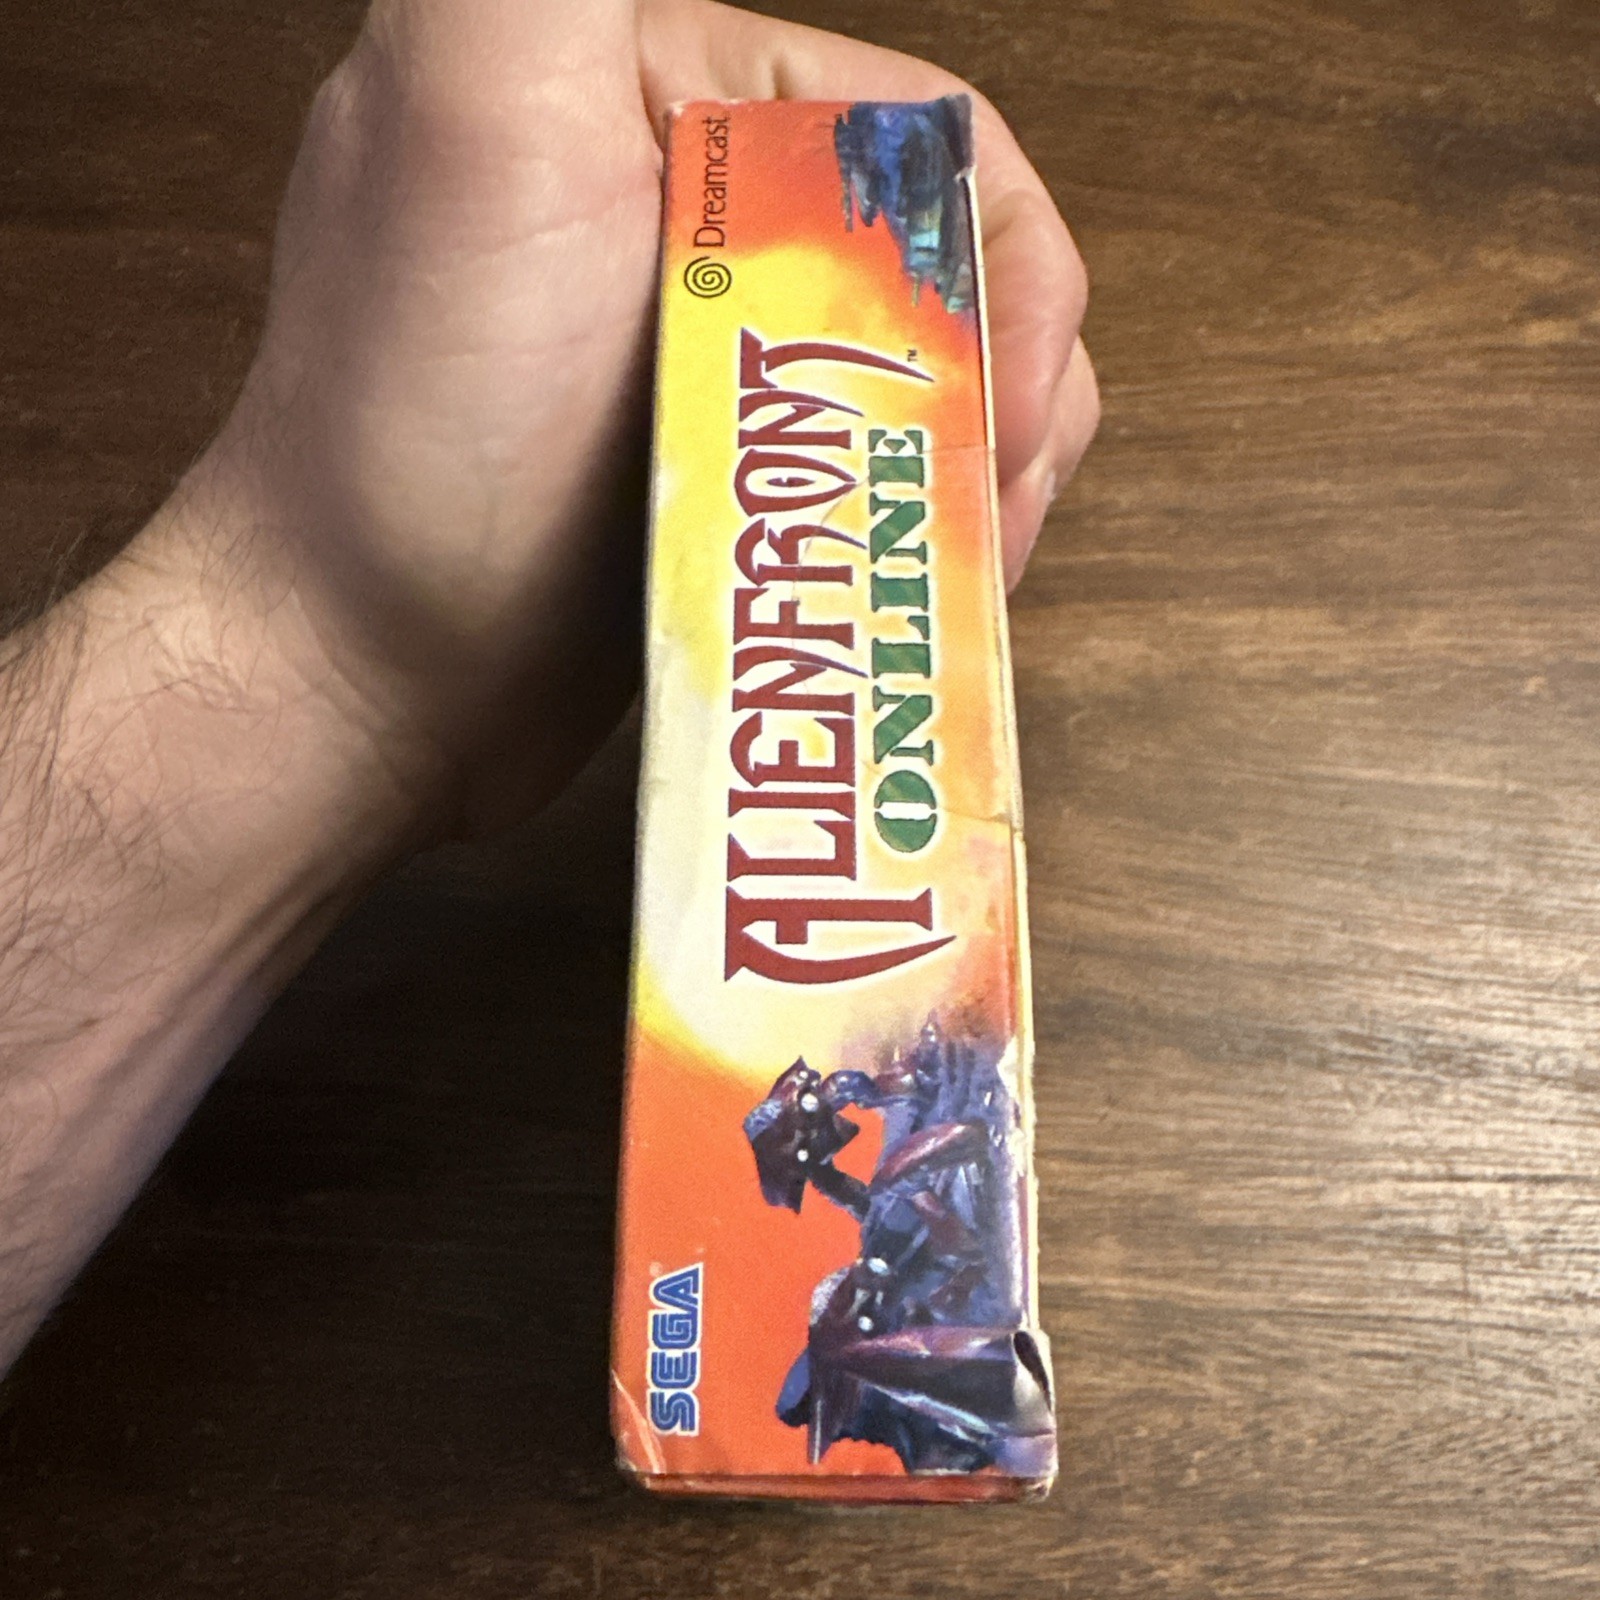 SEGA®
ALIENFRONT™
ONLINE
Dreamcast